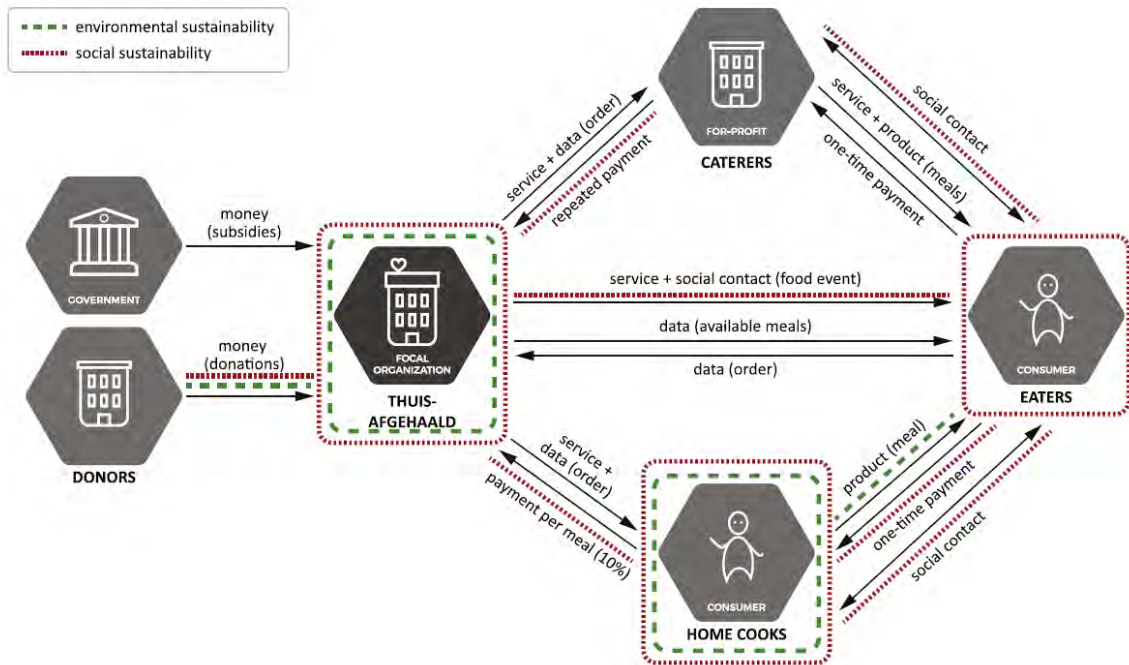 environmental sustainability
social sustainability
FOR-PROFIT
CATERERS
service + data (order)
repeated payment
social contact
service + product (meals)
one-time payment
GOVERNMENT
money
(subsidies)
DONORS
money
(donations)
FOCAL
ORGANIZATION
THUIS-
AFGEHAALD
service + social contact (food event)
data (available meals)
data (order)
CONSUMER
EATERS
service +
data (order)
payment per meal (10%)
product (meal)
one-time payment
social contact
CONSUMER
HOME COOKS